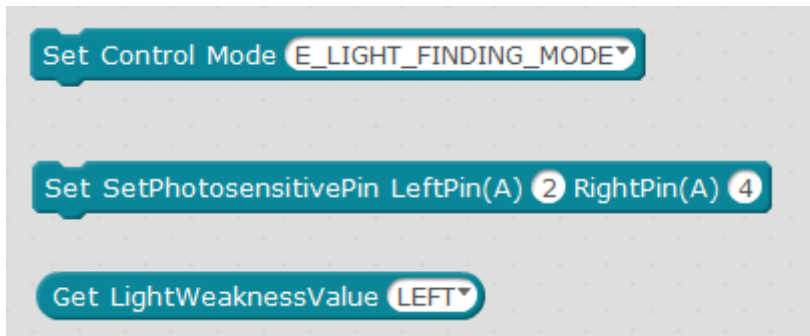 Set Control Mode E_LIGHT_FINDING_MODE
Set SetPhotosensitivePin LeftPin(A) 2 RightPin(A) 4
Get LightWeaknessValue LEFT